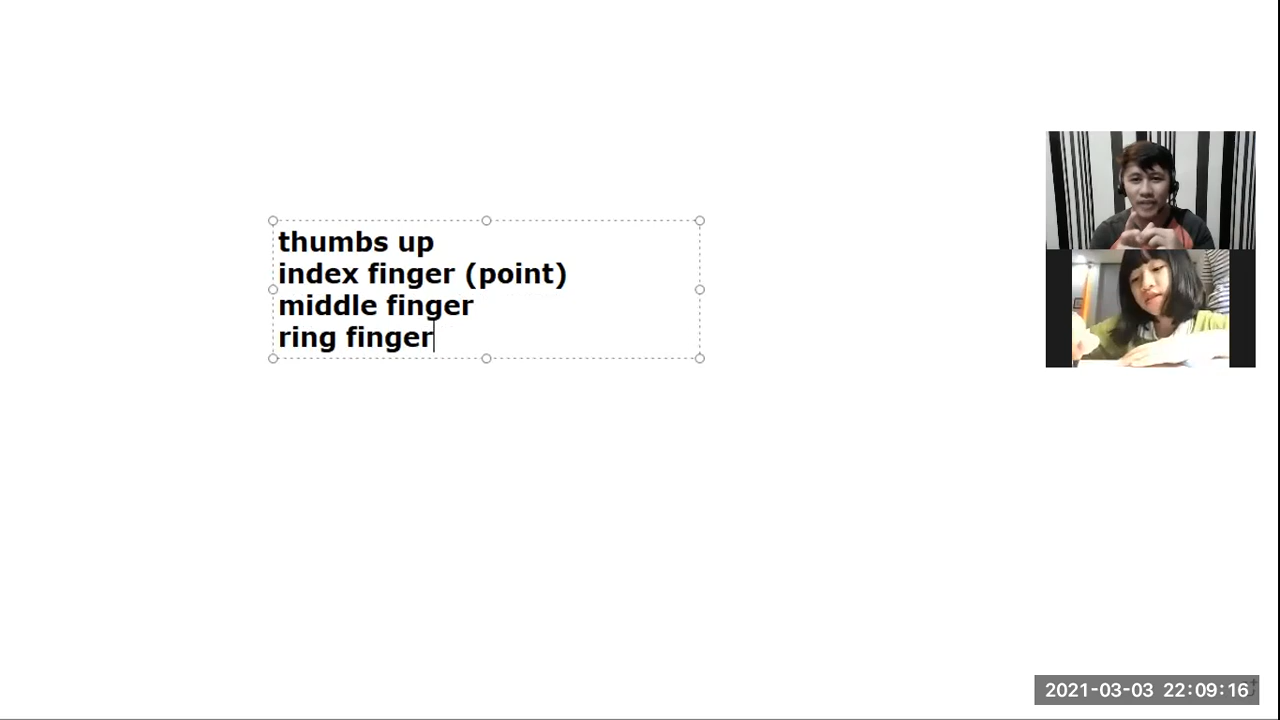 thumbs up
index finger (point)
middle finger
ring finger
2021-03-03 22:09:16